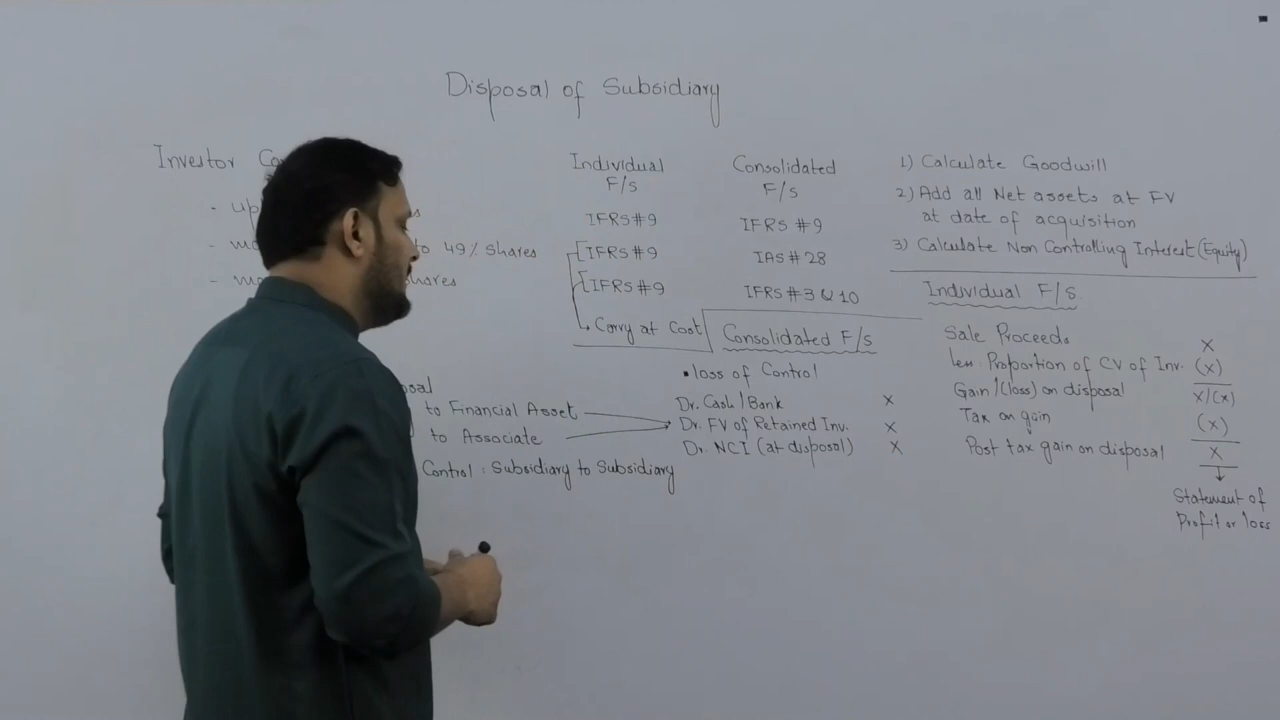 Disposal of Subsidiary
Investor
- up
- to 49% Shares
-
Individual F/s
IFRS #9
[IFRS #9
[IFRS #9
Carry at Cost
Consolidated F/s
IFRS #9
IAS #28
IFRS #3 & 10
1) Calculate Goodwill
2) Add all Net assets at FV
at date of acquisition
3) Calculate Non Controlling Interest (Equity)
to Financial Asset
to Associate
Control : Subsidiary to Subsidiary
Consolidated F/s
• loss of Control
Dr. Cash / Bank x
Dr. FV of Retained Inv. x
Dr. NCI (at disposal) x
Individual F/s
Sale Proceeds x
less Proportion of CV of Inv. (x)
Gain/(loss) on disposal x/(x)
Tax on gain (x)
Post tax gain on disposal x
Statement of
Profit or loss